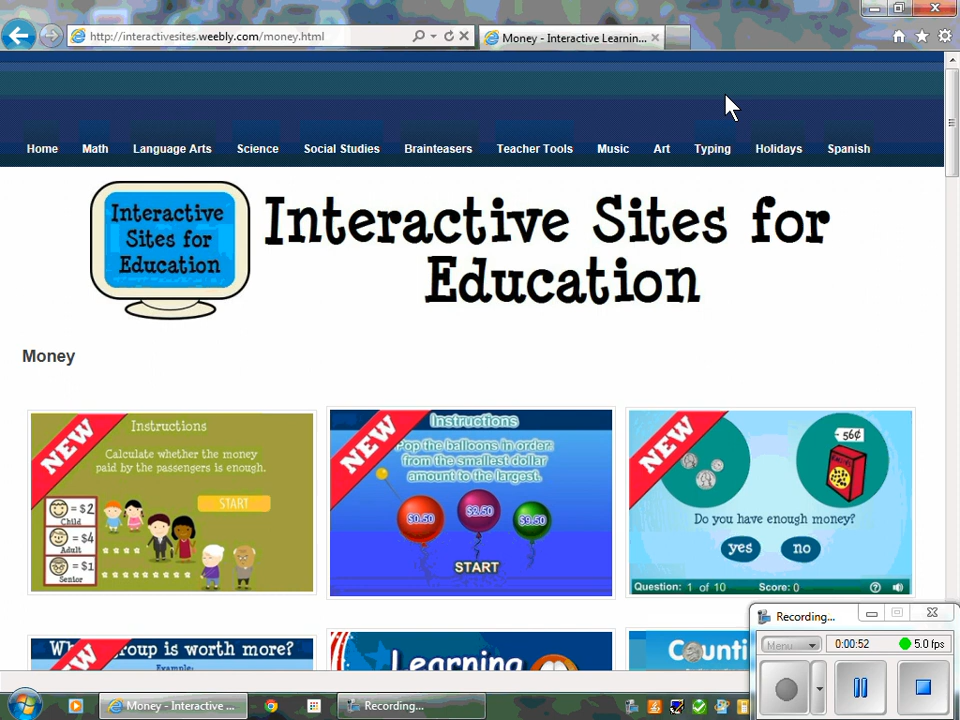 http://interactivesites.weebly.com/money.html
Money - Interactive Learnin...
Home Math Language Arts Science Social Studies Brainteasers Teacher Tools Music Art Typing Holidays Spanish
Interactive
Sites for
Education
Interactive Sites for
Education
Money
NEW
Instructions
Calculate whether the money
paid by the passengers is enough.
START
= $2
Child
= $4
Adult
= $1
Senior
NEW
Instructions
Pop the balloons in order
from the smallest dollar
amount to the largest.
$0.50
$2.50
$9.50
START
NEW
56¢
Do you have enough money?
yes no
Question: 1 of 10 Score: 0
group is worth more?
Example:
Learning
Counti
Recording...
Menu
0:00:52
5.0 fps
Money - Interactive ...
Recording...